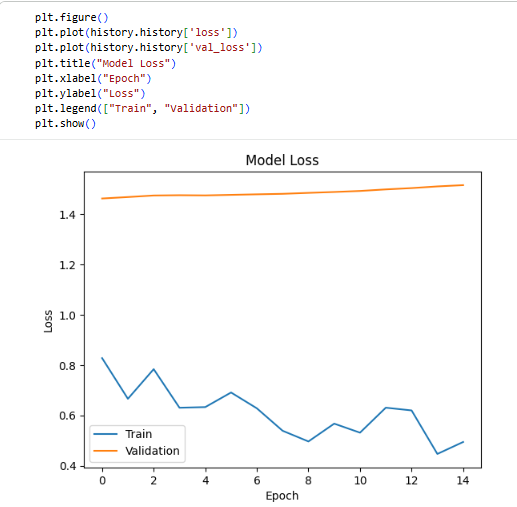 plt.figure()
plt.plot(history.history['loss'])
plt.plot(history.history['val_loss'])
plt.title("Model Loss")
plt.xlabel("Epoch")
plt.ylabel("Loss")
plt.legend(["Train", "Validation"])
plt.show()
Model Loss
1.4
1.2
1.0
0.8
0.6
0.4
Loss
Train
Validation
0 2 4 6 8 10 12 14
Epoch